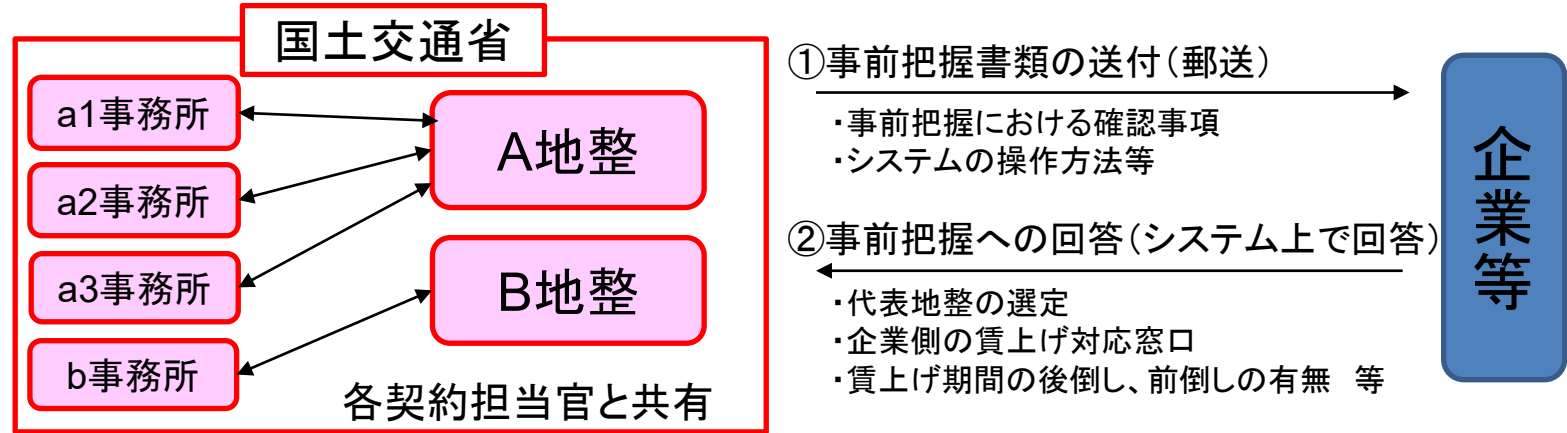 国土交通省
a1事務所
a2事務所
a3事務所
b事務所
A地整
B地整
各契約担当官と共有
①事前把握書類の送付（郵送）
・事前把握における確認事項
・システムの操作方法等
②事前把握への回答（システム上で回答）
・代表地整の選定
・企業側の賃上げ対応窓口
・賃上げ期間の後倒し、前倒しの有無　等
企業等